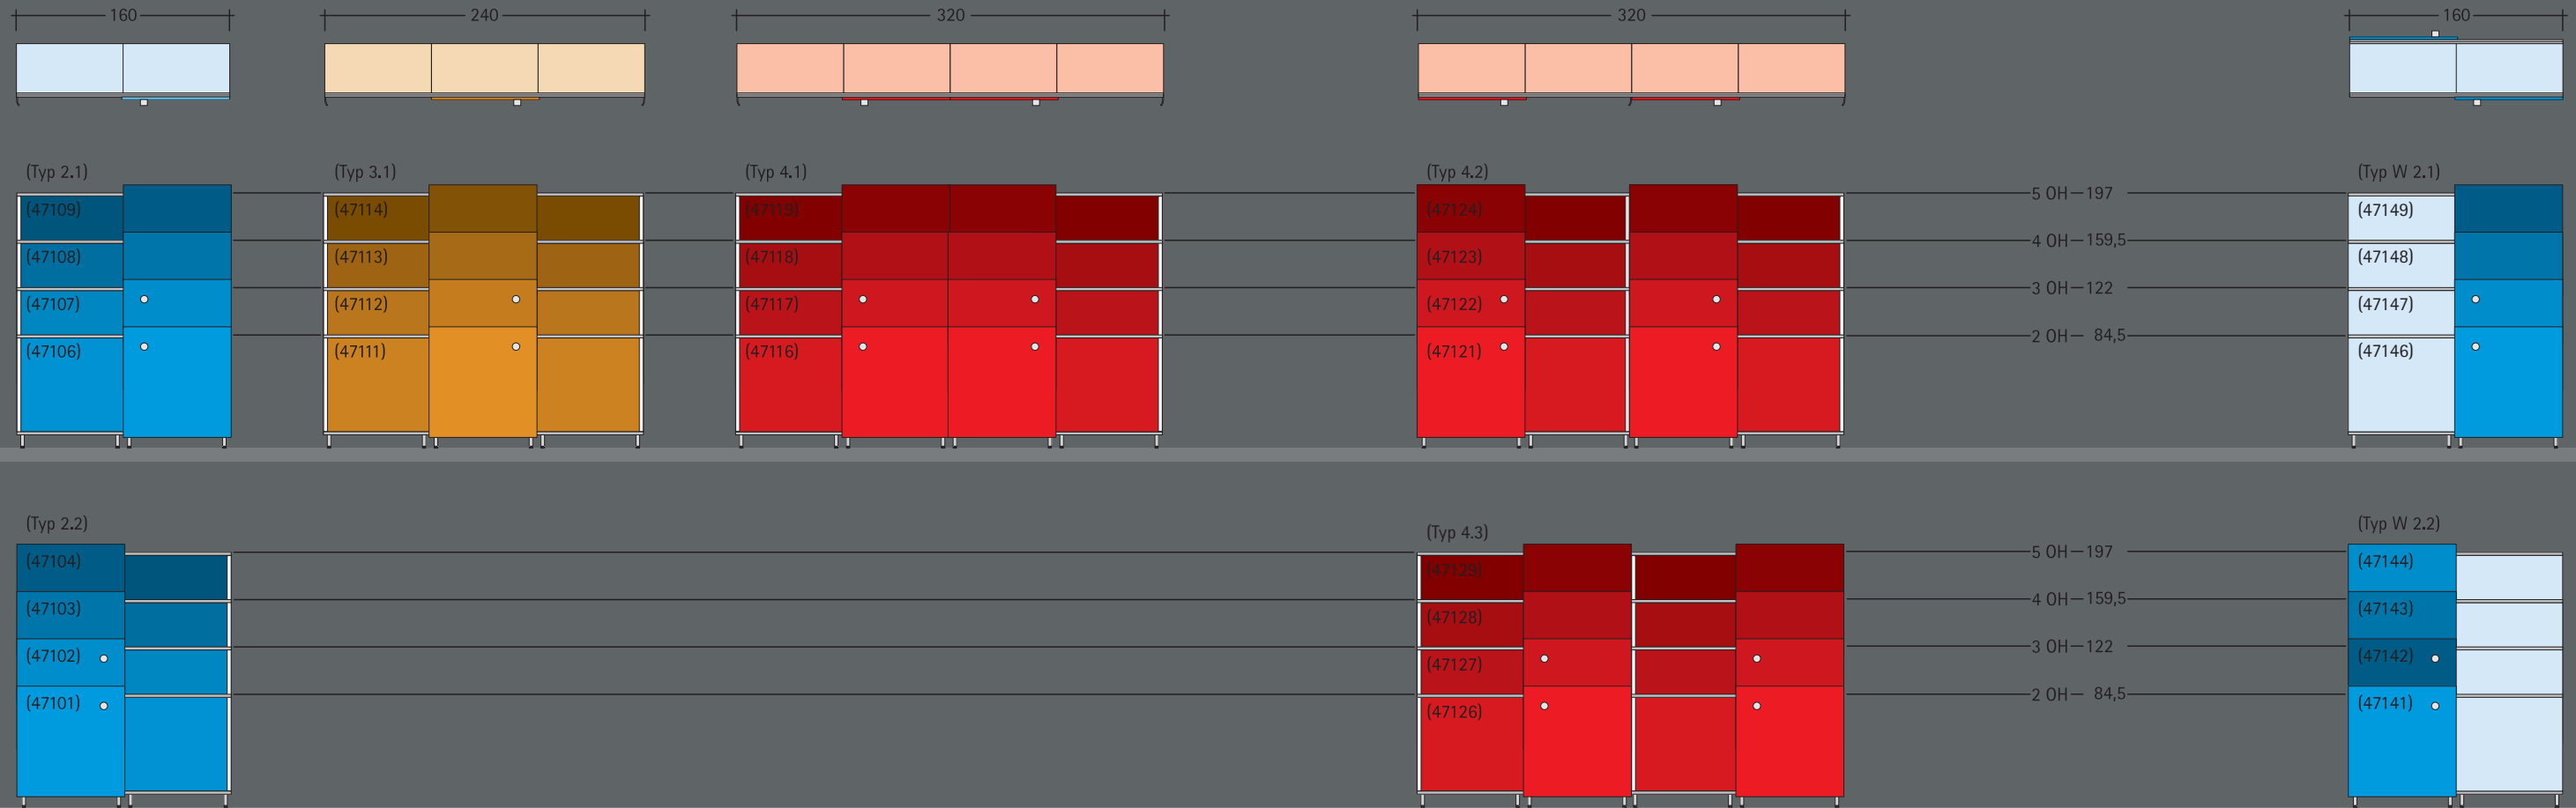 160 240 320 320 160
(Typ 2.1) (Typ 3.1) (Typ 4.1) (Typ 4.2) (Typ W 2.1)
5 OH 197
(47109) (47114) (47119) (47124) (47149)
4 OH 159,5
(47108) (47113) (47118) (47123) (47148)
3 OH 122
(47107) (47112) (47117) (47122) (47147)
2 OH 84,5
(47106) (47111) (47116) (47121) (47146)
(Typ 2.2) (Typ 4.3) (Typ W 2.2)
5 OH 197
(47104) (47129) (47144)
4 OH 159,5
(47103) (47128) (47143)
3 OH 122
(47102) (47127) (47142)
2 OH 84,5
(47101) (47126) (47141)